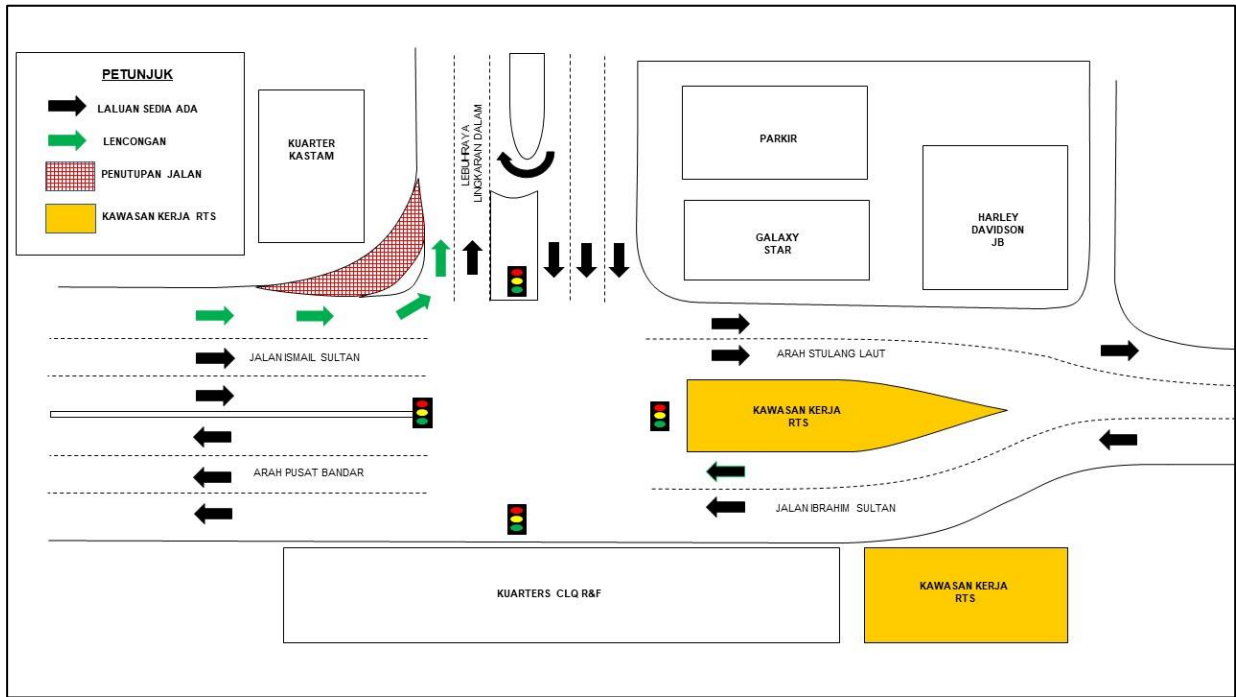 PETUNJUK
LALUAN SEDIA ADA
LENCONGAN
PENUTUPAN JALAN
KAWASAN KERJA RTS
KUARTER
KASTAM
LEBUHRAYA
LINGKARAN DALAM
PARKIR
GALAXY
STAR
HARLEY
DAVIDSON
JB
JALAN ISMAIL SULTAN
ARAH STULANG LAUT
KAWASAN KERJA
RTS
ARAH PUSAT BANDAR
JALAN IBRAHIM SULTAN
KUARTERS CLQ R&F
KAWASAN KERJA
RTS